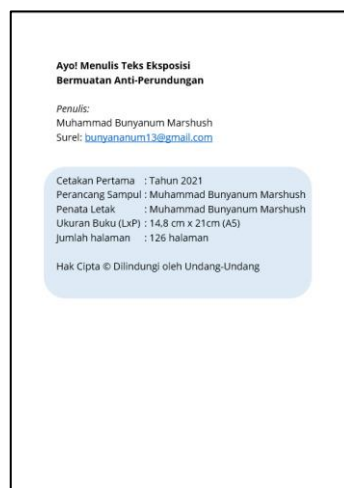 Ayo! Menulis Teks Eksposisi
Bermuatan Anti-Perundungan
Penulis:
Muhammad Bunyanum Marshush
Surel: bunyananum13@gmail.com
Cetakan Pertama : Tahun 2021
Perancang Sampul : Muhammad Bunyanum Marshush
Penata Letak : Muhammad Bunyanum Marshush
Ukuran Buku (LxP) : 14,8 cm x 21cm (A5)
Jumlah halaman : 126 halaman
Hak Cipta © Dilindungi oleh Undang-Undang